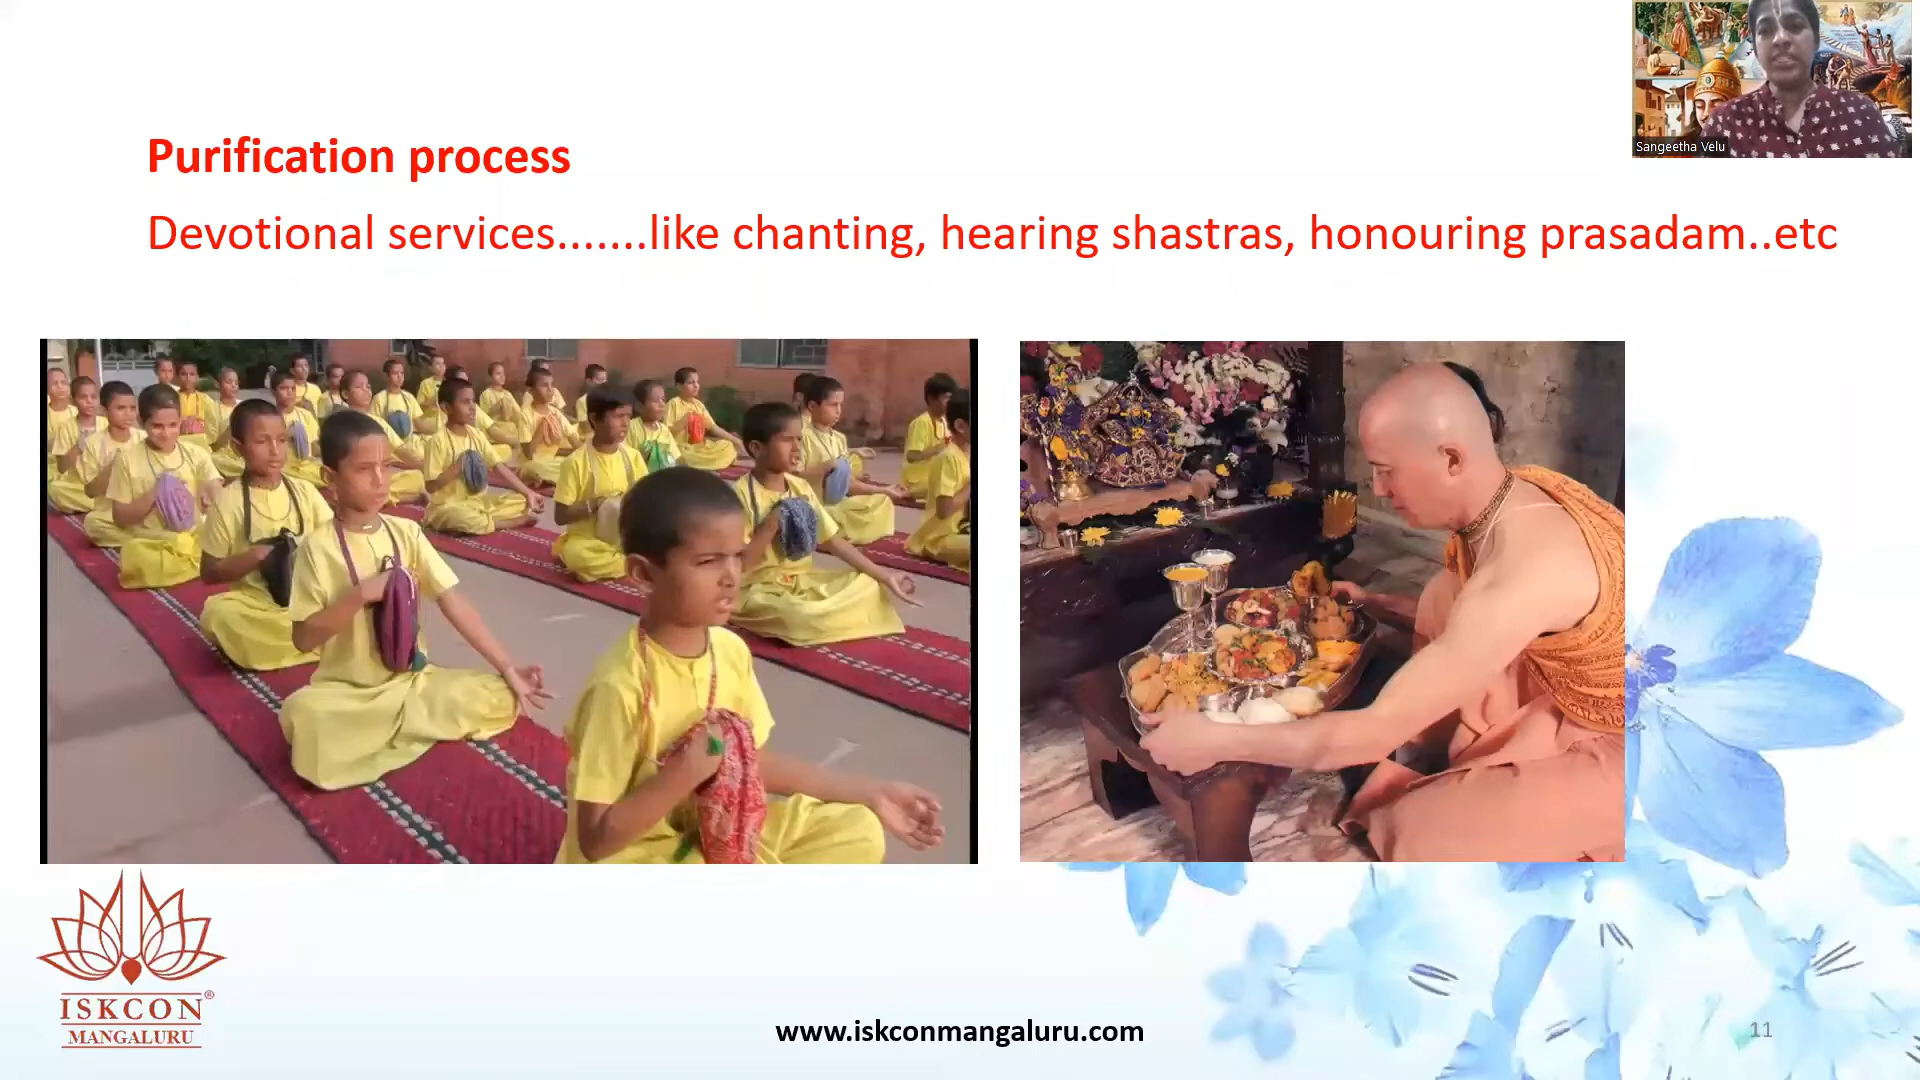 Sangeetha Velu
Purification process
Devotional services.......like chanting, hearing shastras, honouring prasadam..etc
ISKCON®
MANGALURU
www.iskconmangaluru.com
11